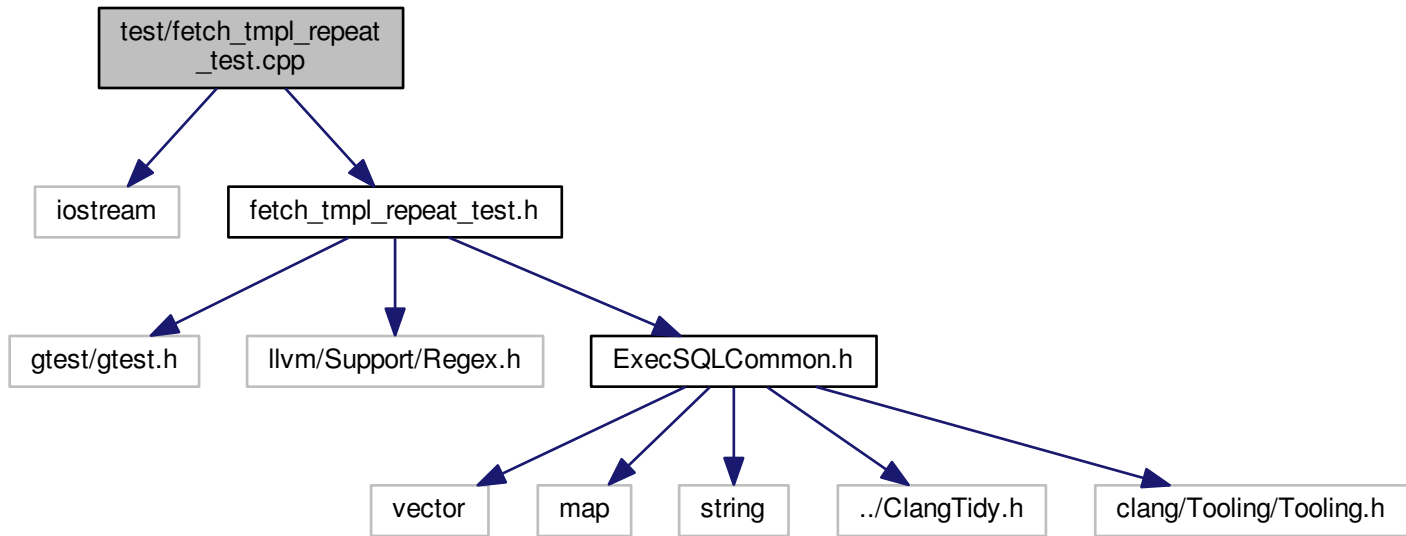 test/fetch_tmpl_repeat
_test.cpp
iostream
fetch_tmpl_repeat_test.h
gtest/gtest.h
llvm/Support/Regex.h
ExecSQLCommon.h
vector
map
string
../ClangTidy.h
clang/Tooling/Tooling.h